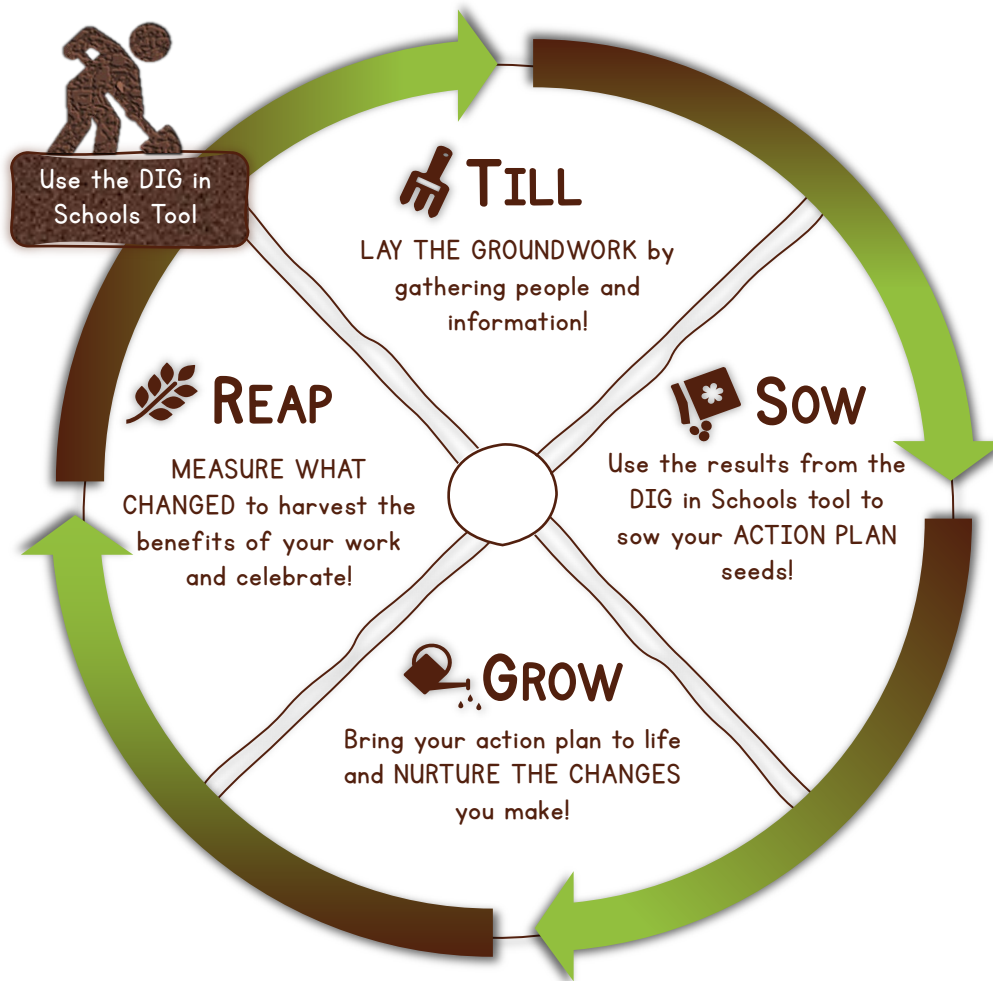 Use the DIG in
Schools Tool
TILL
LAY THE GROUNDWORK by
gathering people and
information!
SOW
Use the results from the
DIG in Schools tool to
sow your ACTION PLAN
seeds!
GROW
Bring your action plan to life
and NURTURE THE CHANGES
you make!
REAP
MEASURE WHAT
CHANGED to harvest the
benefits of your work
and celebrate!